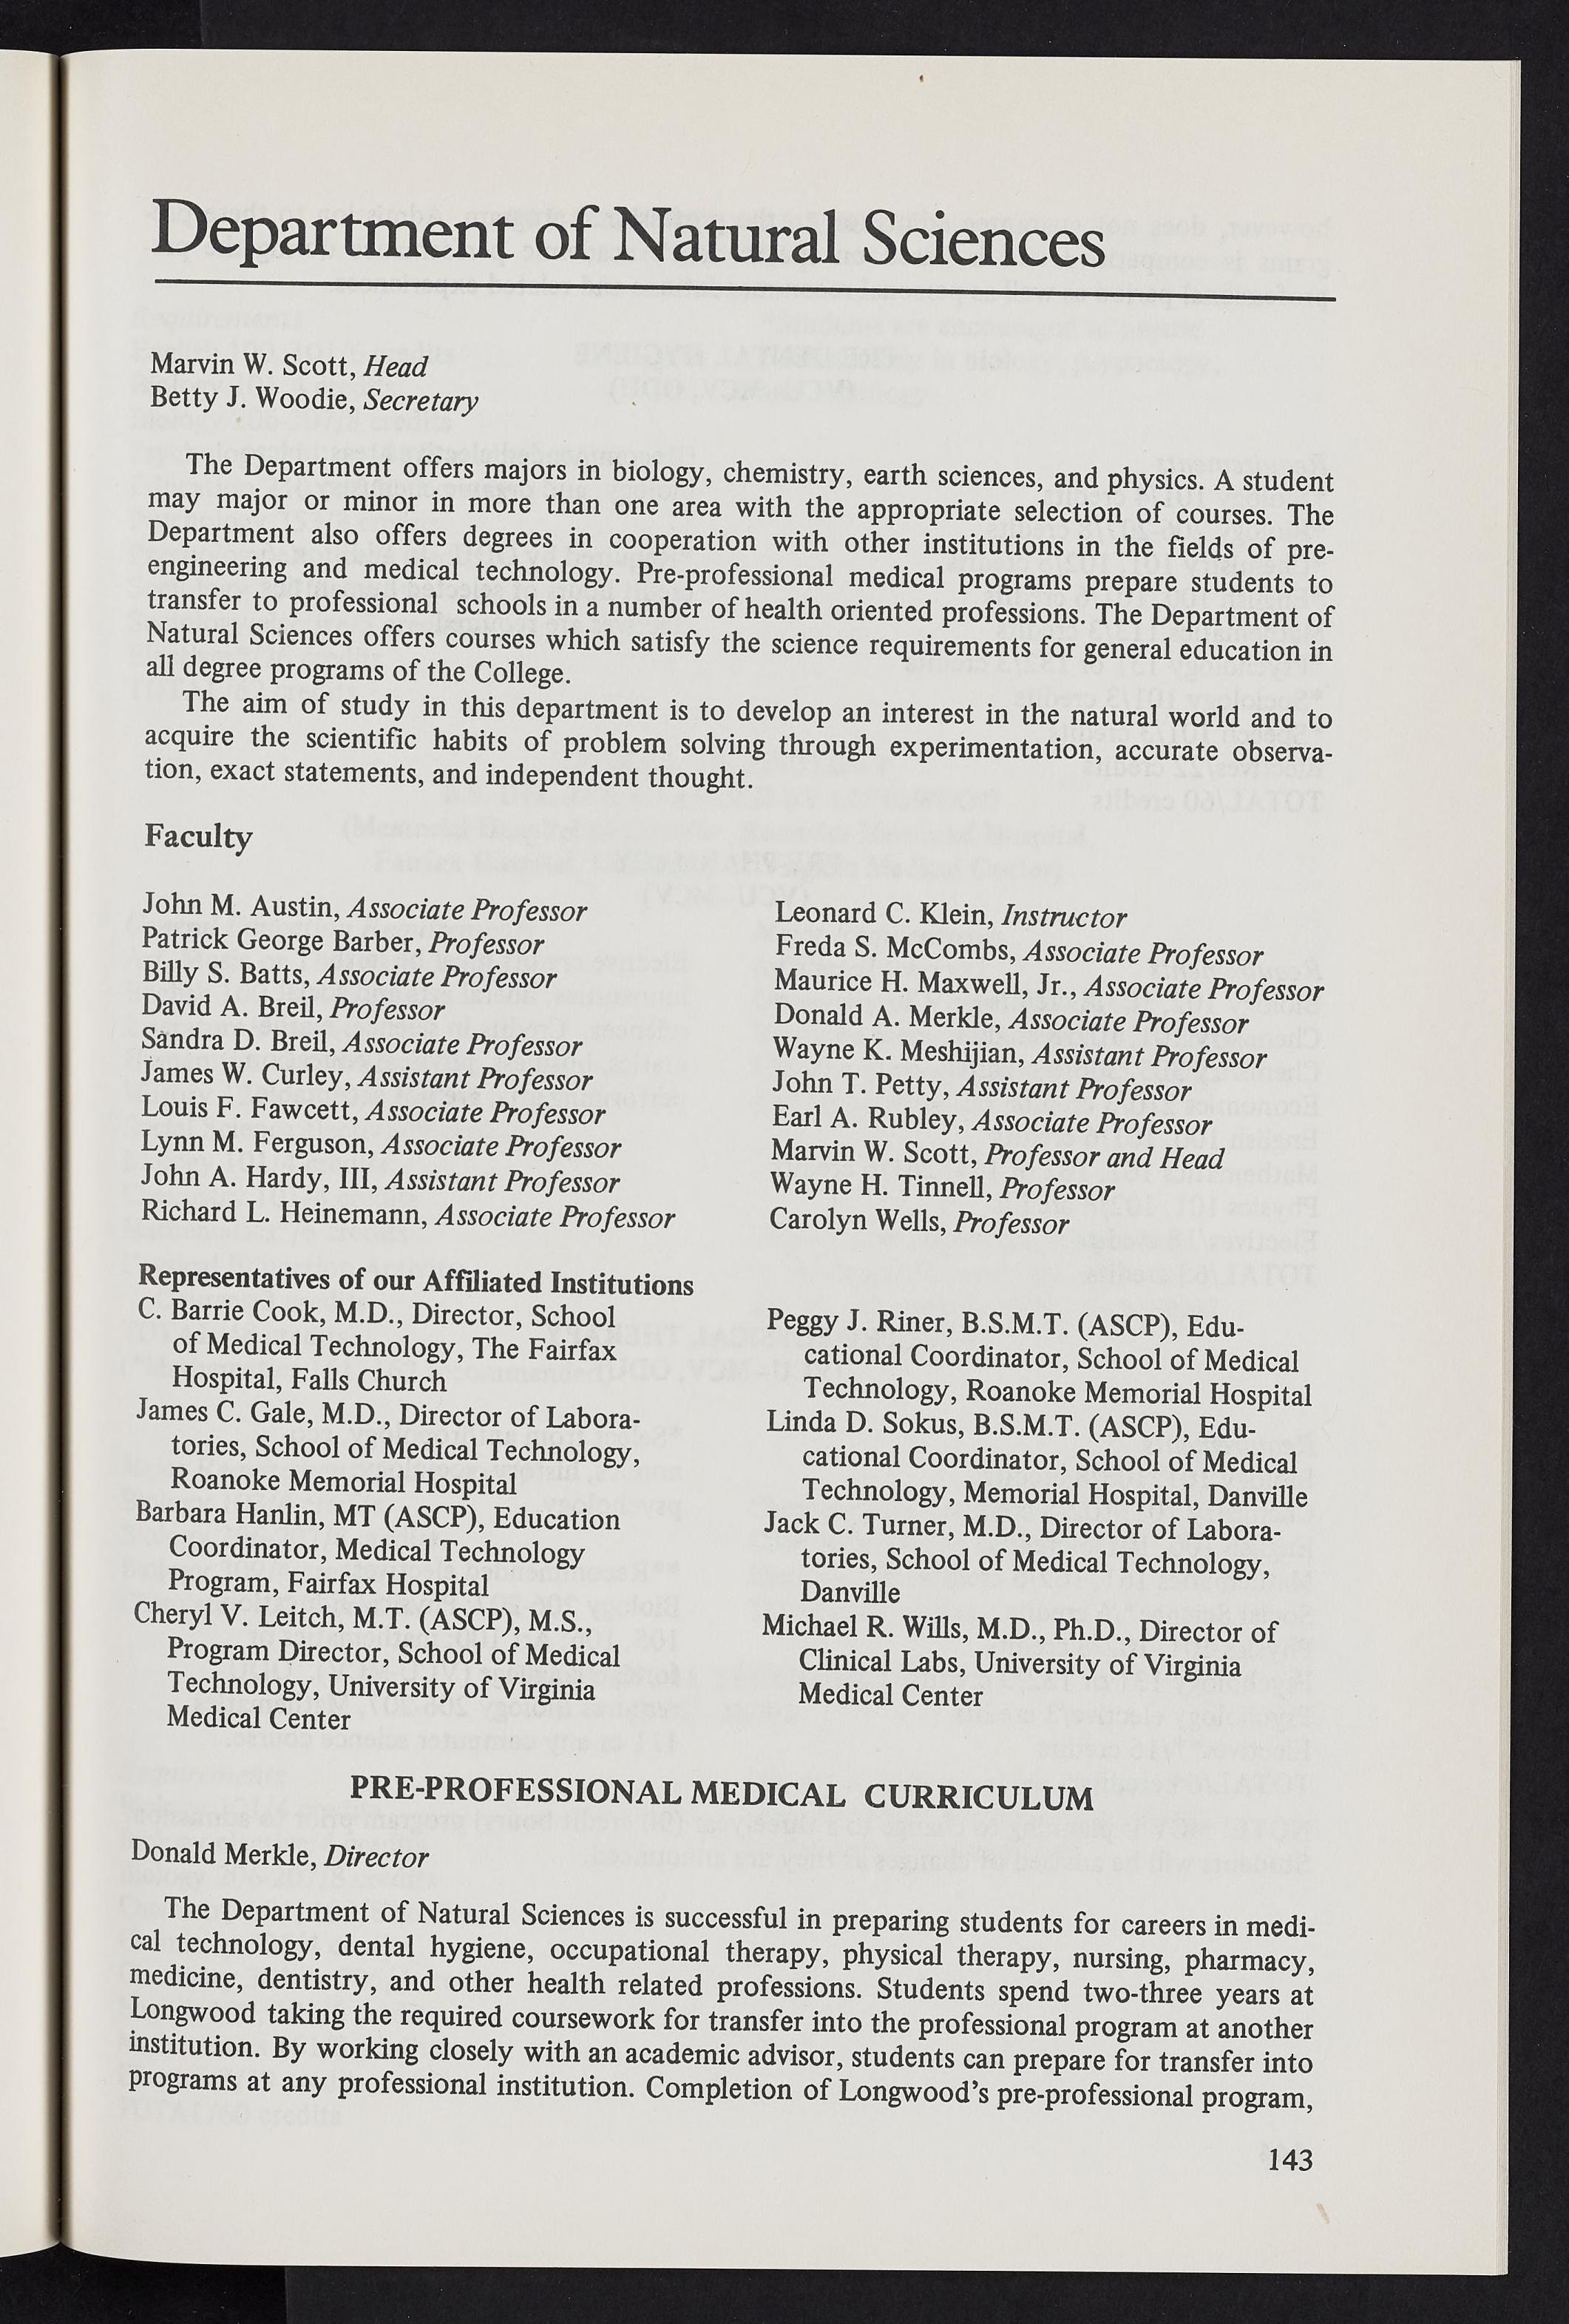 Department of Natural Sciences
Marvin W. Scott, Head
Betty J. Woodie, Secretary
The Department offers majors in biology, chemistry, earth sciences, and physics. A student
may major or minor in more than one area with the appropriate selection of courses. The
Department also offers degrees in cooperation with other institutions in the fields of pre-
engineering and medical technology. Pre-professional medical programs prepare students to
transfer to professional schools in a number of health oriented professions. The Department of
Natural Sciences offers courses which satisfy the science requirements for general education in
all degree programs of the College.
The aim of study in this department is to develop an interest in the natural world and to
acquire the scientific habits of problem solving through experimentation, accurate observa-
tion, exact statements, and independent thought.
Faculty
John M. Austin, Associate Professor
Patrick George Barber, Professor
Billy S. Batts, Associate Professor
David A. Breil, Professor
Sandra D. Breil, Associate Professor
James W. Curley, Assistant Professor
Louis F. Fawcett, Associate Professor
Lynn M. Ferguson, Associate Professor
John A. Hardy, III, Assistant Professor
Richard L. Heinemann, Associate Professor
Leonard C. Klein, Instructor
Freda S. McCombs, Associate Professor
Maurice H. Maxwell, Jr., Associate Professor
Donald A. Merkle, Associate Professor
Wayne K. Meshijian, Assistant Professor
John T. Petty, Assistant Professor
Earl A. Rubley, Associate Professor
Marvin W. Scott, Professor and Head
Wayne H. Tinnell, Professor
Carolyn Wells, Professor
Representatives of our Affiliated Institutions
C. Barrie Cook, M.D., Director, School
of Medical Technology, The Fairfax
Hospital, Falls Church
James C. Gale, M.D., Director of Labora-
tories, School of Medical Technology,
Roanoke Memorial Hospital
Barbara Hanlin, MT (ASCP), Education
Coordinator, Medical Technology
Program, Fairfax Hospital
Cheryl V. Leitch, M.T. (ASCP), M.S.,
Program Director, School of Medical
Technology, University of Virginia
Medical Center
Peggy J. Riner, B.S.M.T. (ASCP), Edu-
cational Coordinator, School of Medical
Technology, Roanoke Memorial Hospital
Linda D. Sokus, B.S.M.T. (ASCP), Edu-
cational Coordinator, School of Medical
Technology, Memorial Hospital, Danville
Jack C. Turner, M.D., Director of Labora-
tories, School of Medical Technology,
Danville
Michael R. Wills, M.D., Ph.D., Director of
Clinical Labs, University of Virginia
Medical Center
PRE-PROFESSIONAL MEDICAL CURRICULUM
Donald Merkle, Director
The Department of Natural Sciences is successful in preparing students for careers in medi-
cal technology, dental hygiene, occupational therapy, physical therapy, nursing, pharmacy,
medicine, dentistry, and other health related professions. Students spend two-three years at
Longwood taking the required coursework for transfer into the professional program at another
institution. By working closely with an academic advisor, students can prepare for transfer into
programs at any professional institution. Completion of Longwood's pre-professional program,
143